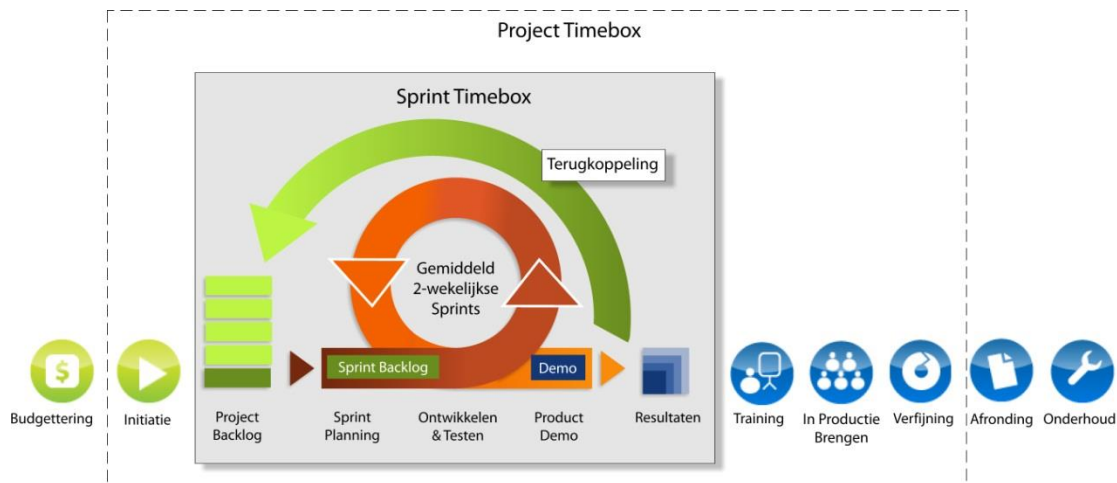 Project Timebox
Sprint Timebox
Terugkoppeling
Gemiddeld
2-wekelijkse
Sprints
Sprint Backlog
Demo
$
Budgettering
Initiatie
Project
Backlog
Sprint
Planning
Ontwikkelen
& Testen
Product
Demo
Resultaten
Training
In Productie
Brengen
Verfijning
Afronding
Onderhoud